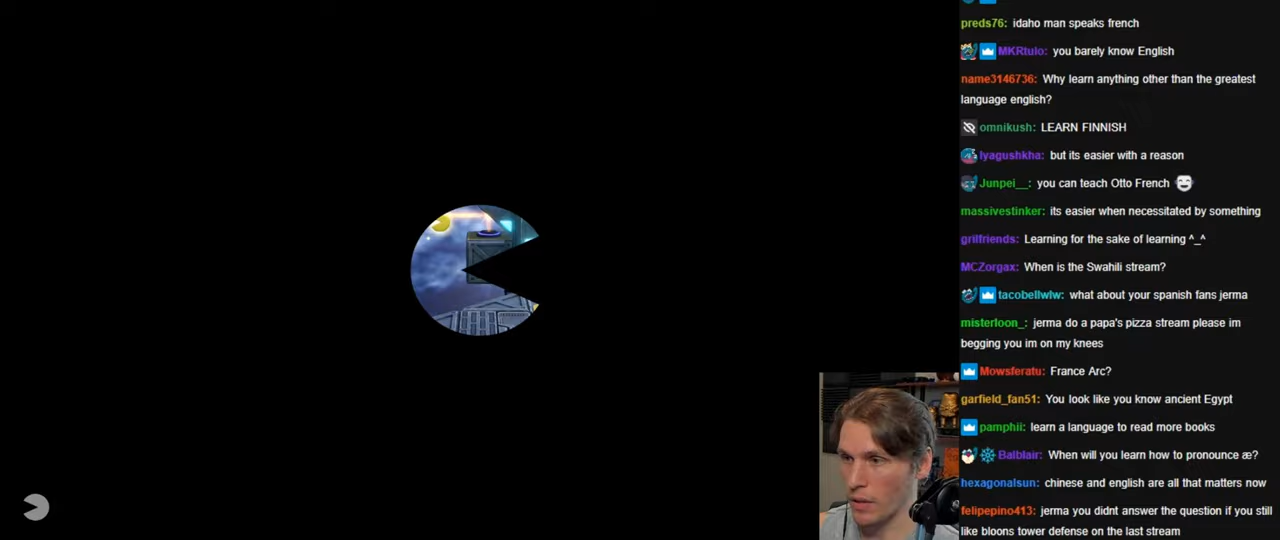 preds76: idaho man speaks french
MKRtulo: you barely know English
name3146736: Why learn anything other than the greatest
language english?
omnikush: LEARN FINNISH
lyagushkha: but its easier with a reason
Junpei__: you can teach Otto French
massivestinker: its easier when necessitated by something
grilfriends: Learning for the sake of learning ^_^
MCZorgax: When is the Swahili stream?
tacobellwlw: what about your spanish fans jerma
misterloon_: jerma do a papa's pizza stream please im
begging you im on my knees
Mowsferatu: France Arc?
garfield_fan51: You look like you know ancient Egypt
pamphii: learn a language to read more books
Balblair: When will you learn how to pronounce æ?
hexagonalsun: chinese and english are all that matters now
felipepino413: jerma you didnt answer the question if you still
like bloons tower defense on the last stream